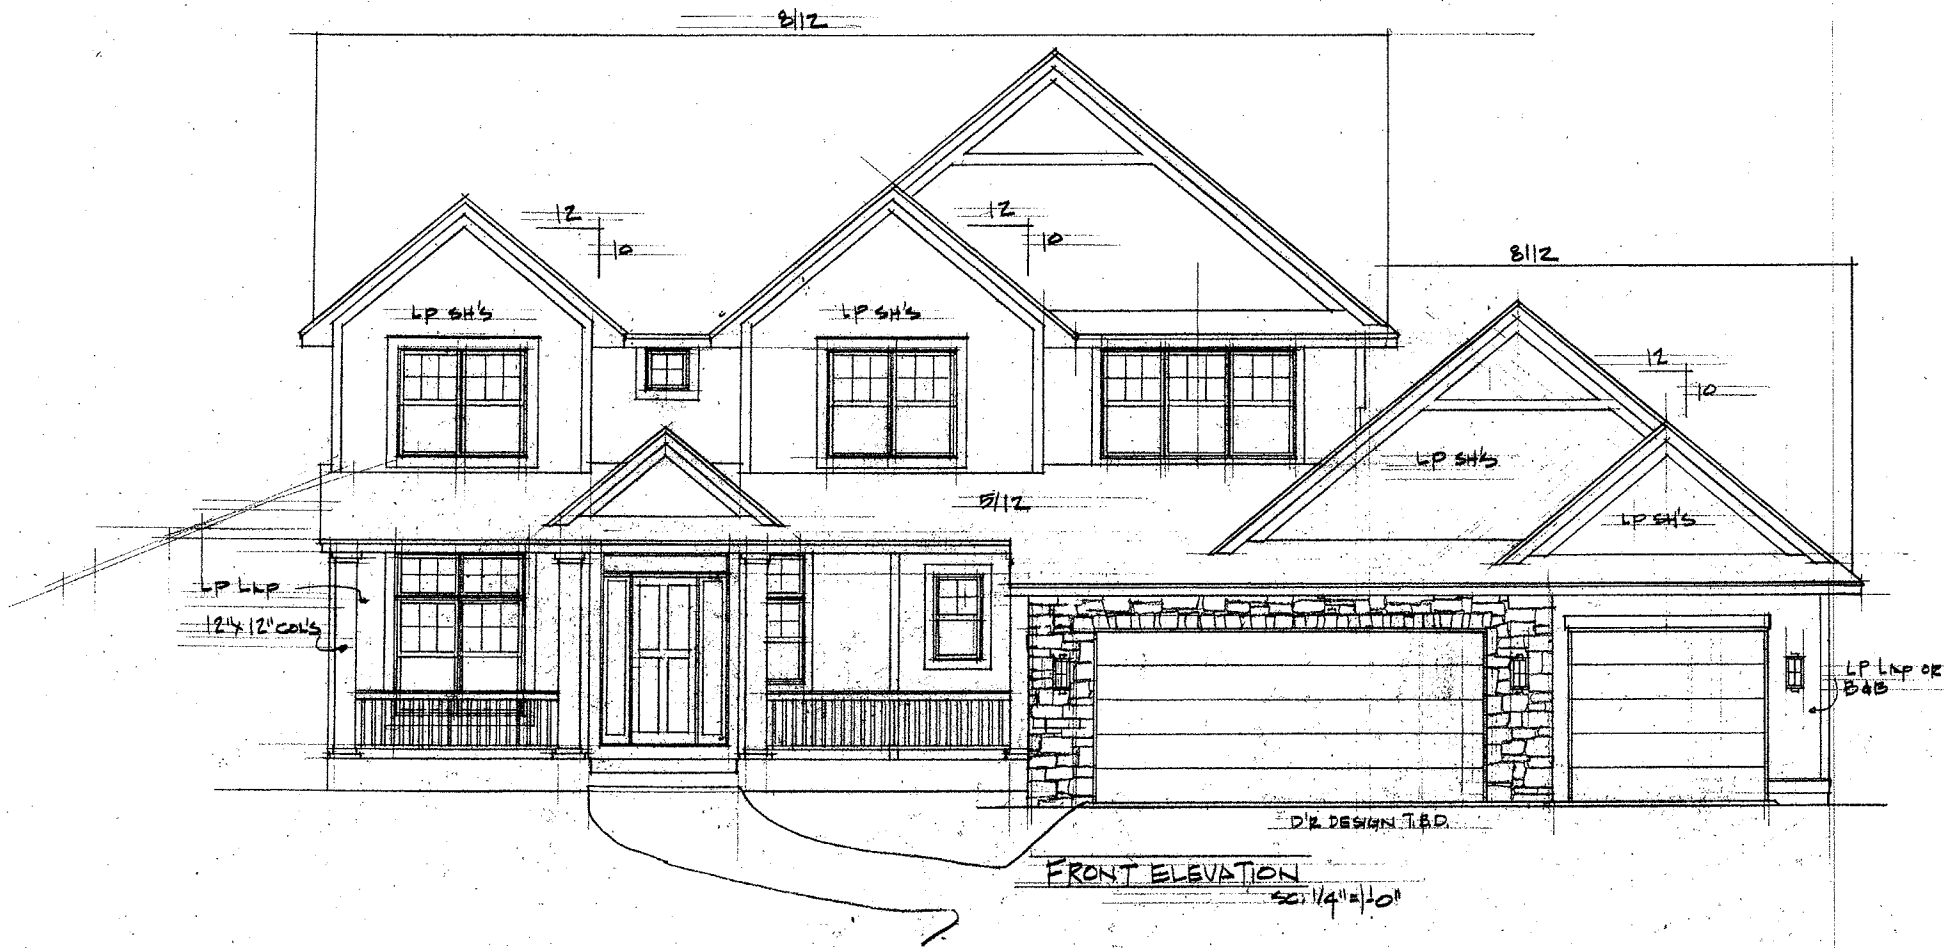 8/12
12
10
12
10
8/12
LP SH'S
LP SH'S
12
10
LP SH'S
5/12
LP SH'S
LP LAP
12"X12" COL'S
LP LAP OR
B&B
D'R DESIGN T.B.D.
FRONT ELEVATION
SC: 1/4"=1'-0"